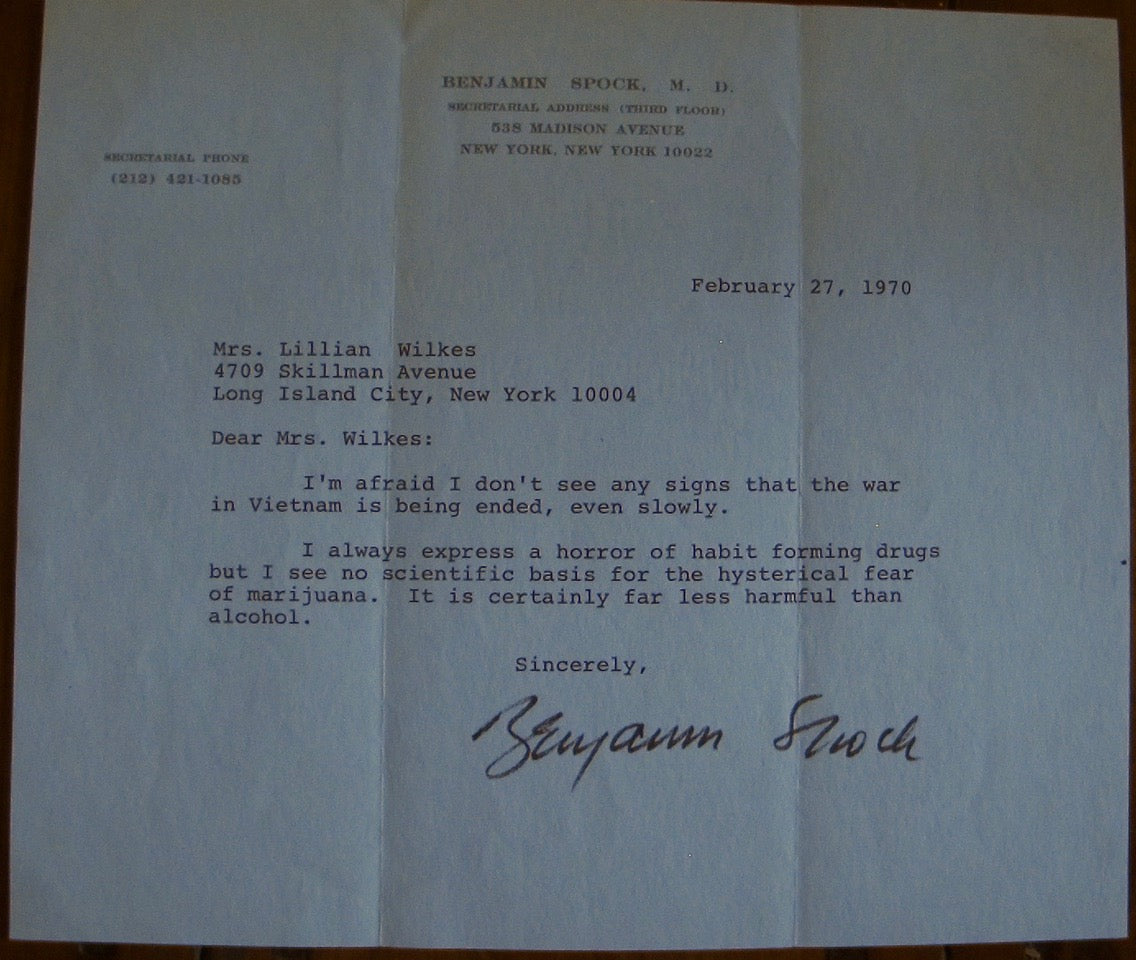 BENJAMIN SPOCK, M. D.
SECRETARIAL ADDRESS (THIRD FLOOR)
538 MADISON AVENUE
NEW YORK, NEW YORK 10022
SECRETARIAL PHONE
(212) 421-1085
February 27, 1970
Mrs. Lillian Wilkes
4709 Skillman Avenue
Long Island City, New York 10004
Dear Mrs. Wilkes:
I'm afraid I don't see any signs that the war
in Vietnam is being ended, even slowly.
I always express a horror of habit forming drugs
but I see no scientific basis for the hysterical fear
of marijuana. It is certainly far less harmful than
alcohol.
Sincerely,
Benjamin Spock